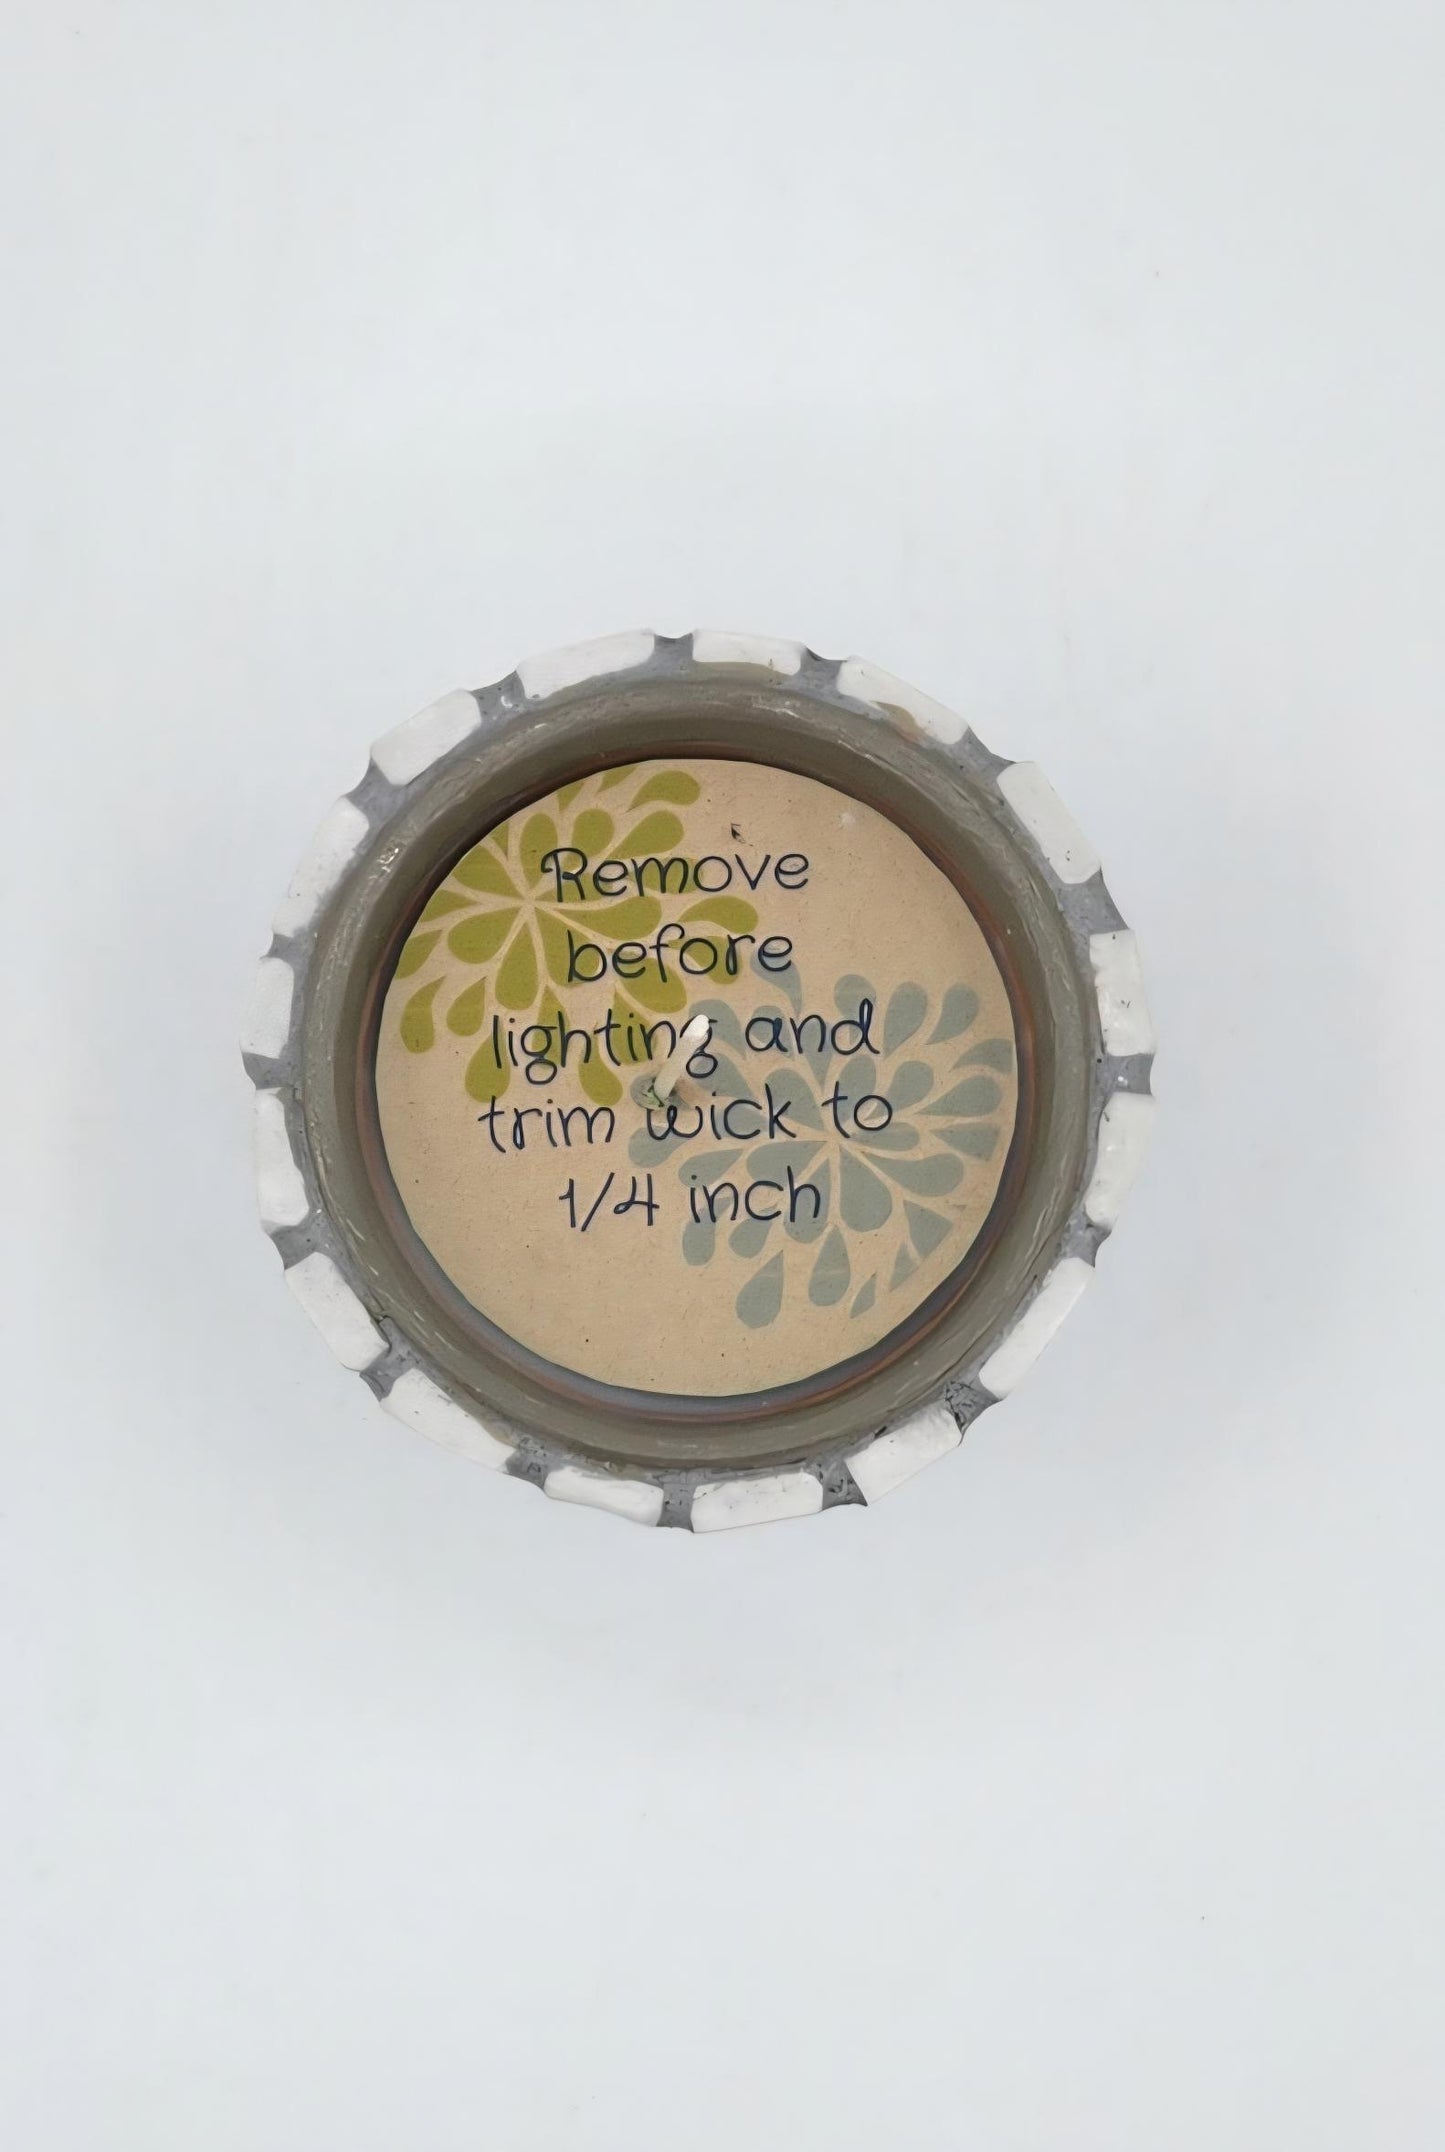 Remove
before
lighting and
trim wick to
1/4 inch